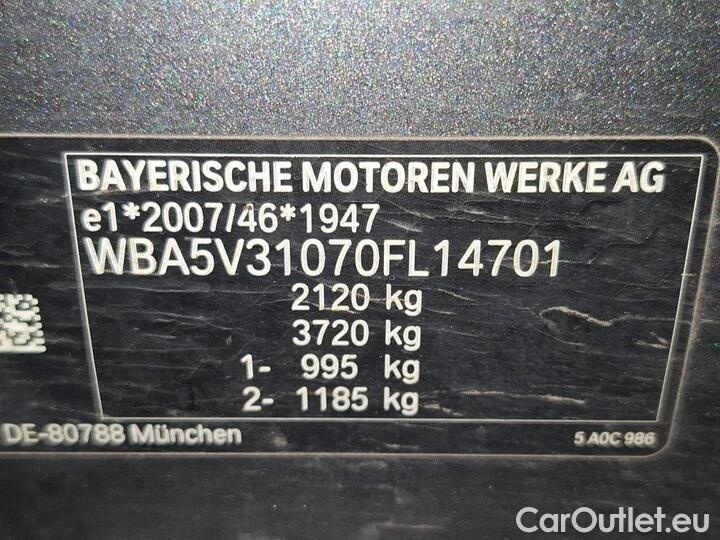 BAYERISCHE MOTOREN WERKE AG
e1*2007/46*1947
WBA5V31070FL14701
2120 kg
3720 kg
1- 995 kg
2- 1185 kg
DE-80788 München
5 A0C 986
CarOutlet.eu